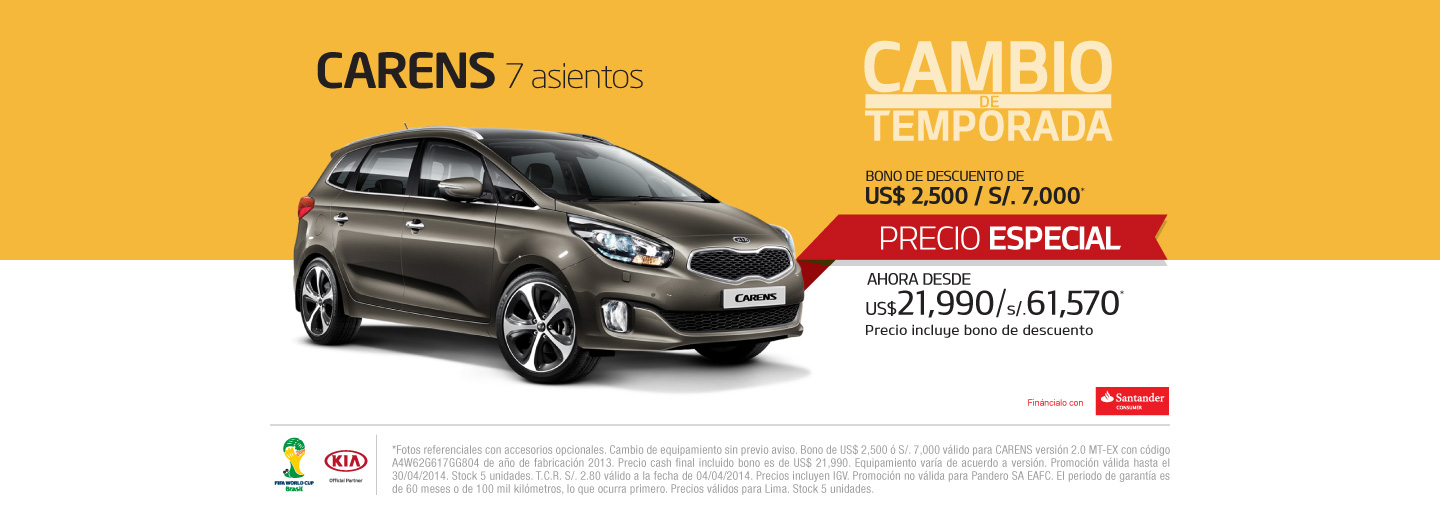 CARENS 7 asientos
CAMBIO
DE
TEMPORADA
BONO DE DESCUENTO DE
US$ 2,500 / S/. 7,000*
PRECIO ESPECIAL
AHORA DESDE
US$21,990/S/.61,570*
Precio incluye bono de descuento
KIA
CARENS
Fináncialo con
Santander
CONSUMER
FIFA WORLD CUP
Brasil
KIA
Official Partner
*Fotos referenciales con accesorios opcionales. Cambio de equipamiento sin previo aviso. Bono de US$ 2,500 ó S/. 7,000 válido para CARENS versión 2.0 MT-EX con código
A4W62G617GG804 de año de fabricación 2013. Precio cash final incluido bono es de US$ 21,990. Equipamiento varía de acuerdo a versión. Promoción válida hasta el
30/04/2014. Stock 5 unidades. T.C.R. S/. 2.80 válido a la fecha de 04/04/2014. Precios incluyen IGV. Promoción no válida para Pandero SA EAFC. El periodo de garantía es
de 60 meses o de 100 mil kilómetros, lo que ocurra primero. Precios válidos para Lima. Stock 5 unidades.